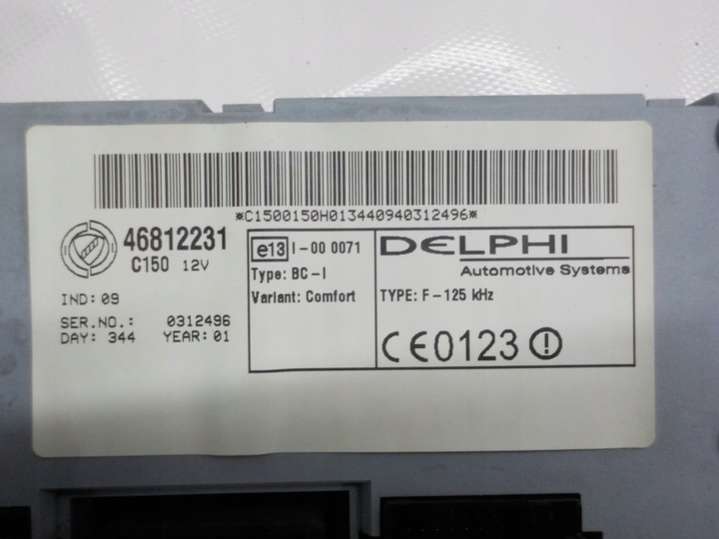 *C1500150H013440940312496*
46812231
C150 12V
IND: 09
SER.NO.: 0312496
DAY: 344 YEAR: 01
e13 I-00 0071
Type: BC-I
Variant: Comfort
DELPHI
Automotive Systems
TYPE: F-125 kHz
CE0123